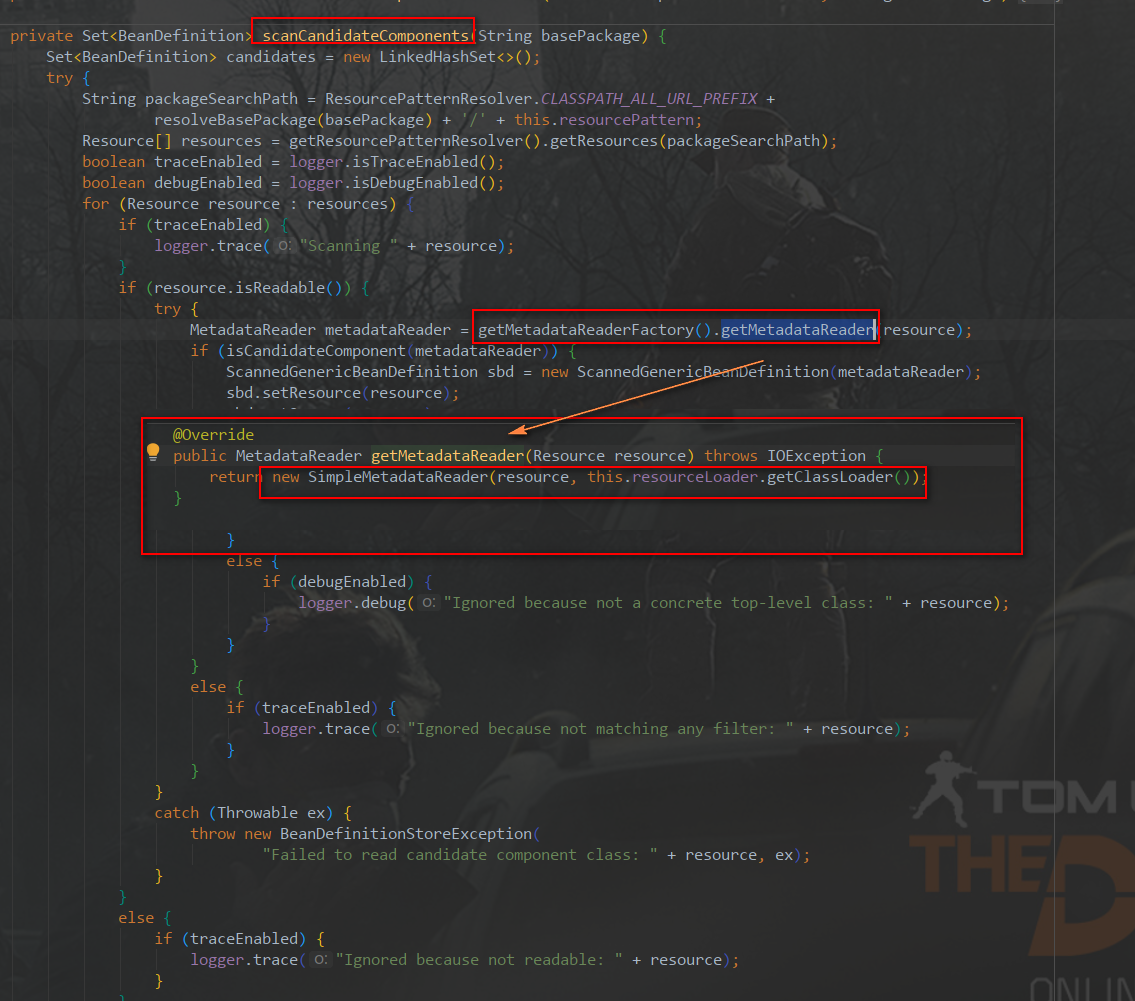 private Set<BeanDefinition> scanCandidateComponents(String basePackage) {
Set<BeanDefinition> candidates = new LinkedHashSet<>();
try {
String packageSearchPath = ResourcePatternResolver.CLASSPATH_ALL_URL_PREFIX +
resolveBasePackage(basePackage) + '/' + this.resourcePattern;
Resource[] resources = getResourcePatternResolver().getResources(packageSearchPath);
boolean traceEnabled = logger.isTraceEnabled();
boolean debugEnabled = logger.isDebugEnabled();
for (Resource resource : resources) {
if (traceEnabled) {
logger.trace( o: "Scanning " + resource);
}
if (resource.isReadable()) {
try {
MetadataReader metadataReader = getMetadataReaderFactory().getMetadataReader(resource);
if (isCandidateComponent(metadataReader)) {
ScannedGenericBeanDefinition sbd = new ScannedGenericBeanDefinition(metadataReader);
sbd.setResource(resource);
@Override
public MetadataReader getMetadataReader(Resource resource) throws IOException {
return new SimpleMetadataReader(resource, this.resourceLoader.getClassLoader());
}
}
else {
if (debugEnabled) {
logger.debug( o: "Ignored because not a concrete top-level class: " + resource);
}
}
}
else {
if (traceEnabled) {
logger.trace( o: "Ignored because not matching any filter: " + resource);
}
}
}
catch (Throwable ex) {
throw new BeanDefinitionStoreException(
"Failed to read candidate component class: " + resource, ex);
}
}
else {
if (traceEnabled) {
logger.trace( o: "Ignored because not readable: " + resource);
}
TOM
THE D
ONLIN